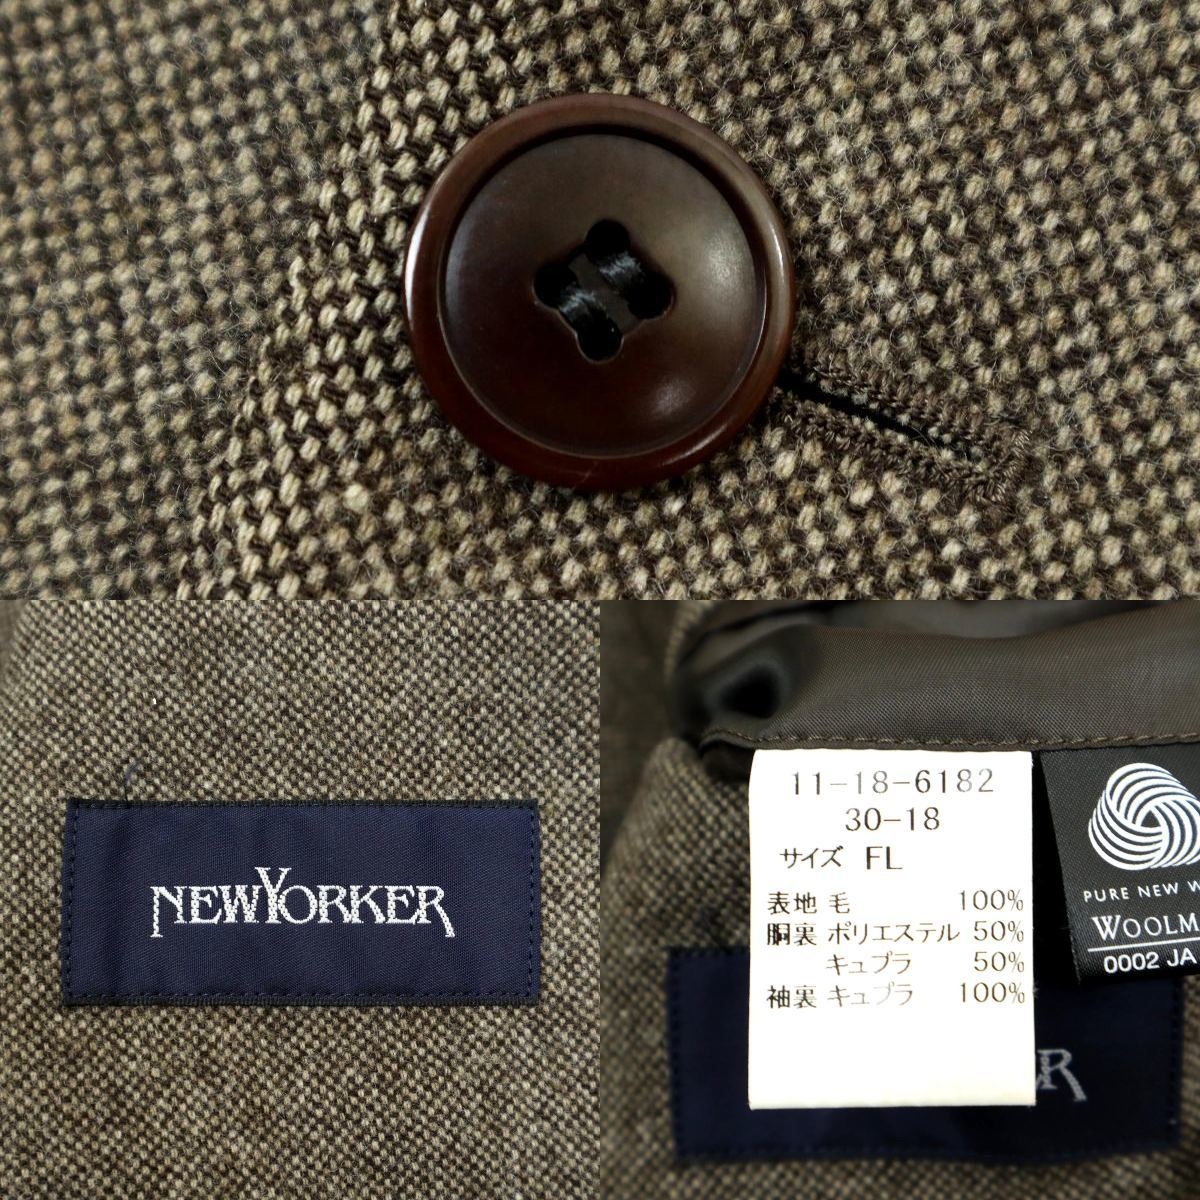 NEWYORKER
11-18-6182
30-18
サイズ FL
表地 毛 100%
胴裏 ポリエステル 50%
キュプラ 50%
袖裏 キュプラ 100%
PURE NEW
0002 JA